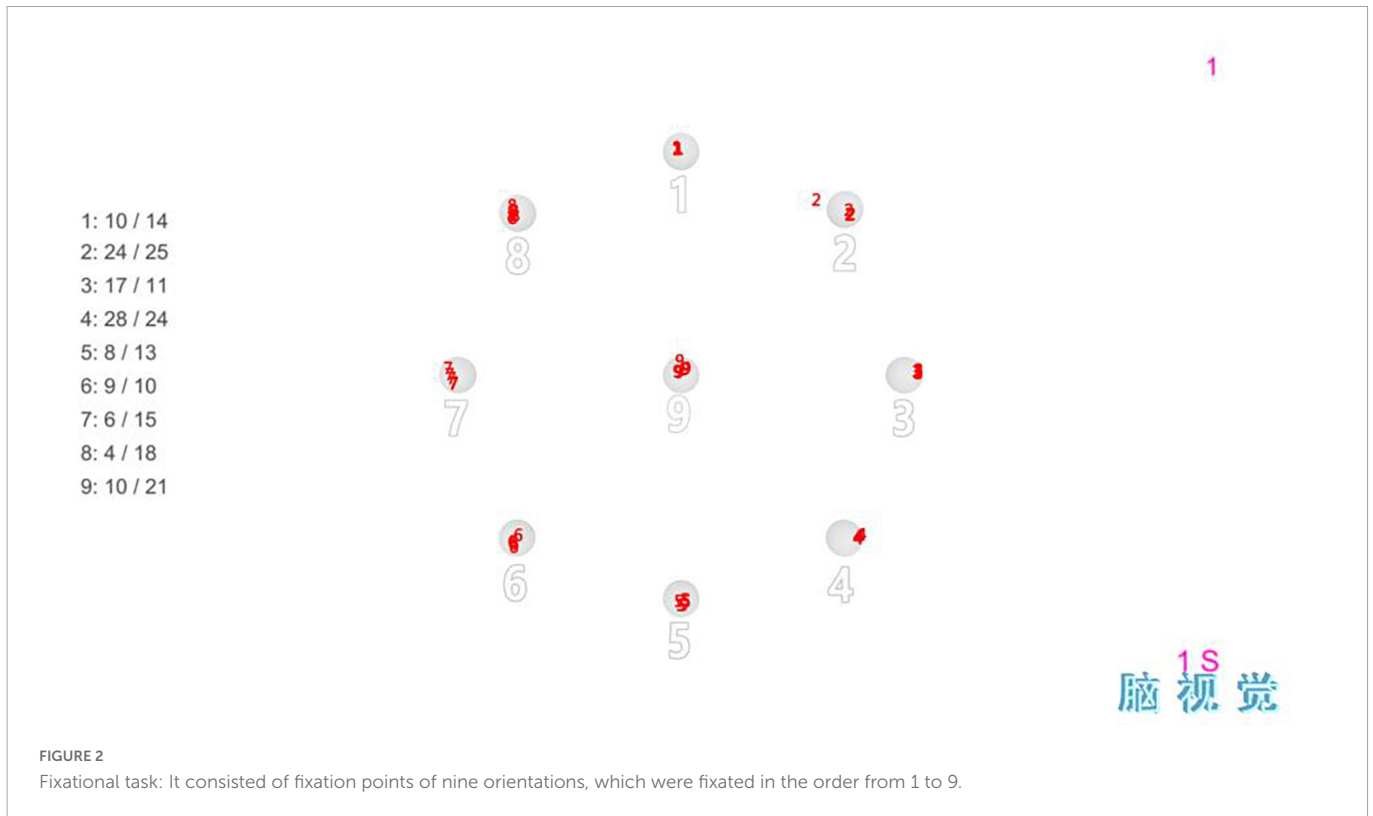 1
1: 10 / 14
2: 24 / 25
3: 17 / 11
4: 28 / 24
5: 8 / 13
6: 9 / 10
7: 6 / 15
8: 4 / 18
9: 10 / 21
1
1
2
2
2
8
8
7
7
9
9
3
3
6
6
4
4
5
5
1 S
脑视觉
FIGURE 2
Fixational task: It consisted of fixation points of nine orientations, which were fixated in the order from 1 to 9.